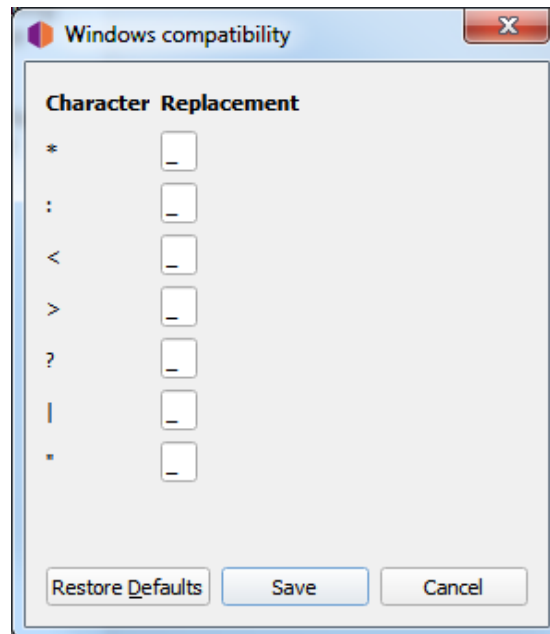 Windows compatibility
Character Replacement
* _
: _
< _
> _
? _
| _
" _
Restore Defaults Save Cancel